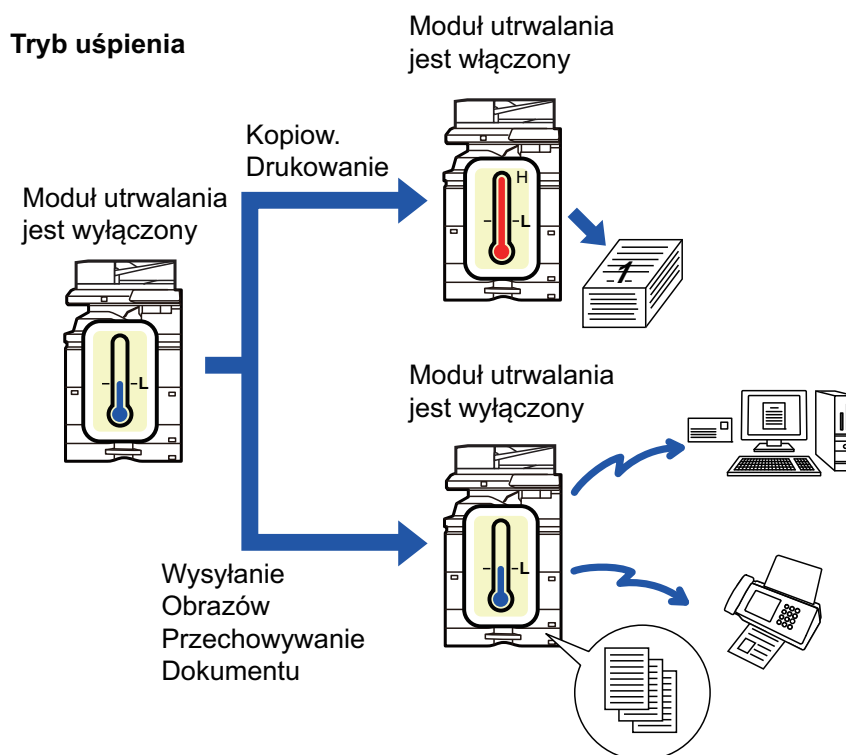 Tryb uśpienia
Moduł utrwalania
jest włączony
Kopiow.
Drukowanie
H
L
1
Moduł utrwalania
jest wyłączony
L
Moduł utrwalania
jest wyłączony
L
Wysyłanie
Obrazów
Przechowywanie
Dokumentu